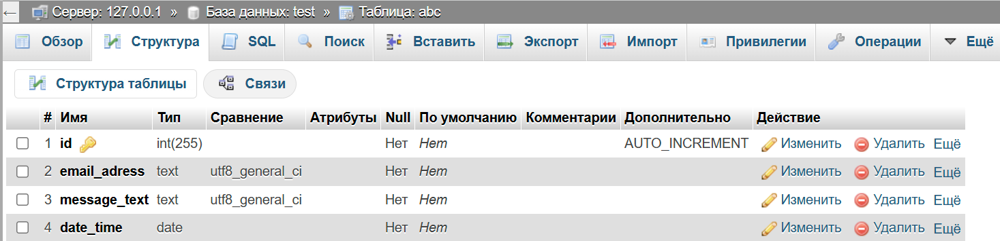 ← Сервер: 127.0.0.1 » База данных: test » Таблица: abc
Обзор Структура SQL Поиск Вставить Экспорт Импорт Привилегии Операции Ещё
Структура таблицы Связи
# Имя Тип Сравнение Атрибуты Null По умолчанию Комментарии Дополнительно Действие
1 id int(255) Нет Нет AUTO_INCREMENT Изменить Удалить Ещё
2 email_adress text utf8_general_ci Нет Нет Изменить Удалить Ещё
3 message_text text utf8_general_ci Нет Нет Изменить Удалить Ещё
4 date_time date Нет Нет Изменить Удалить Ещё